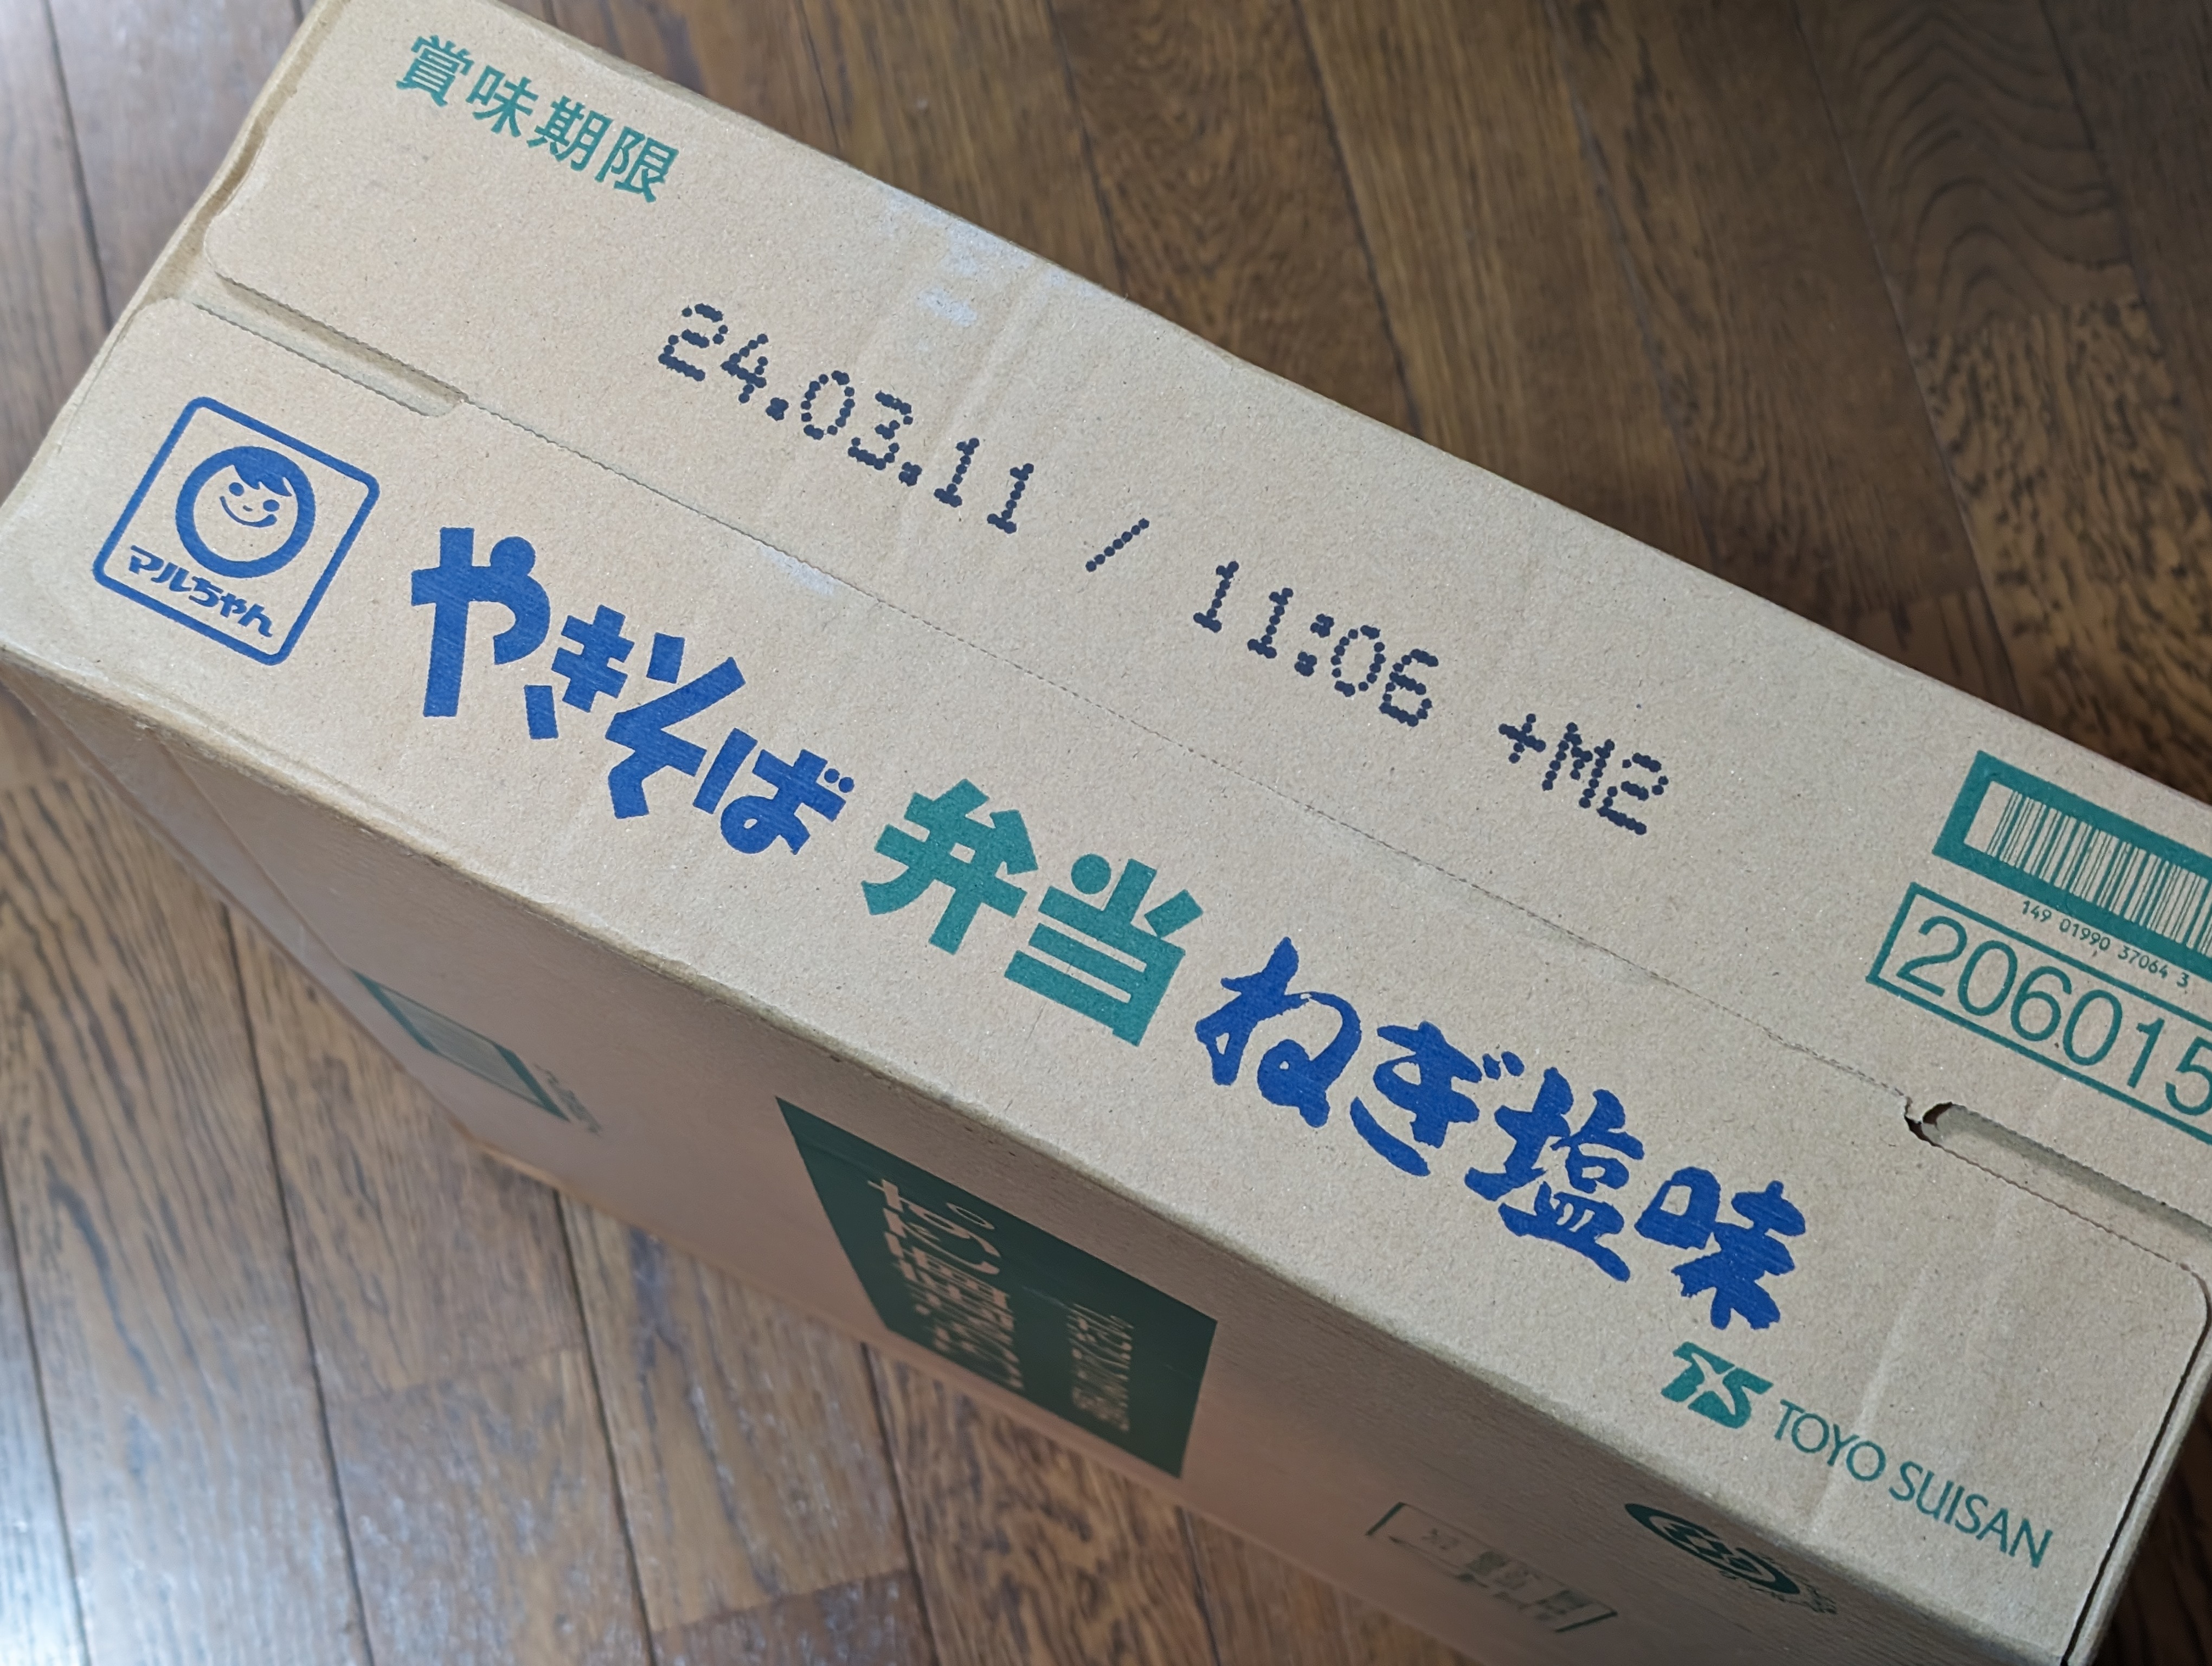 賞味期限
24.03.11 / 11:06 +M2
マルちゃん
やきそば 弁当 ねぎ塩味
149 01990 37064 3
206015
TS TOYO SUISAN